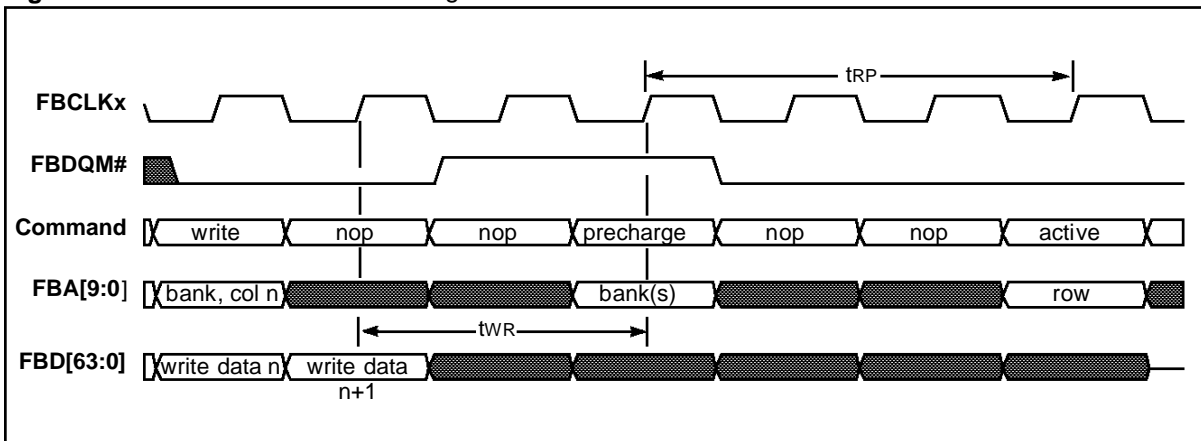 tRP
FBCLKx
FBDQM#
Command write nop nop precharge nop nop active
FBA[9:0] bank, col n bank(s) row
tWR
FBD[63:0] write data n write data
n+1